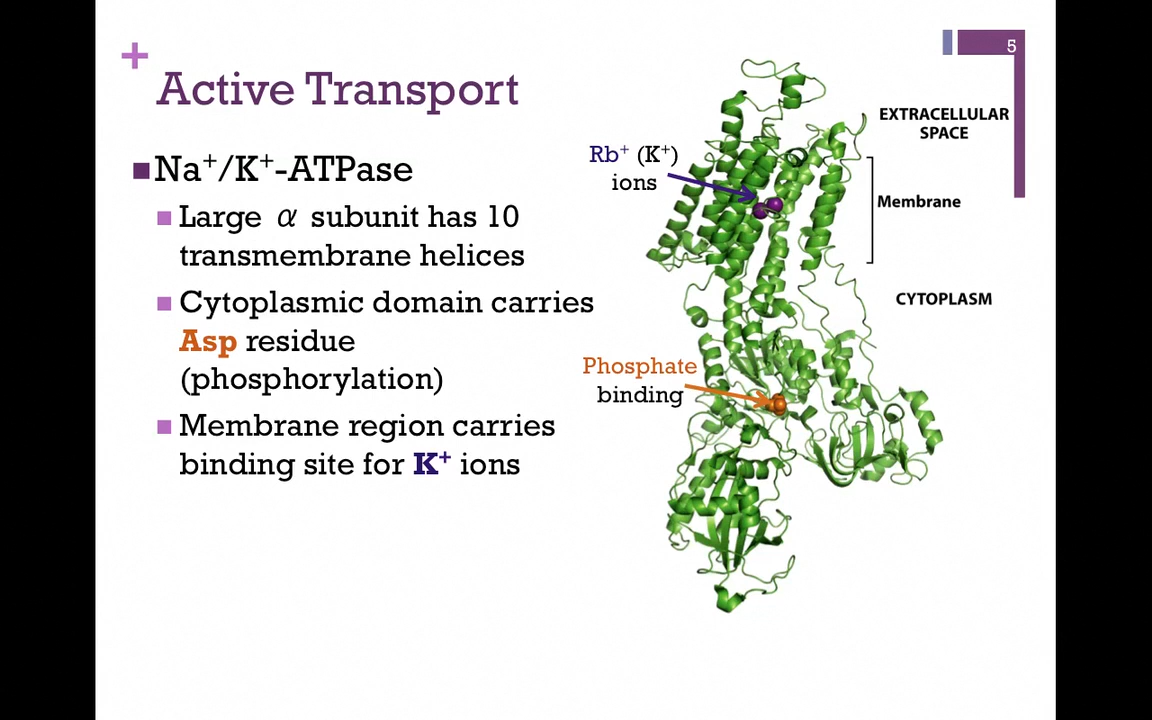 5
+
Active Transport
Na⁺/K⁺-ATPase
Large α subunit has 10
transmembrane helices
Cytoplasmic domain carries
Asp residue
(phosphorylation)
Membrane region carries
binding site for K⁺ ions
Rb⁺ (K⁺)
ions
Phosphate
binding
EXTRACELLULAR
SPACE
Membrane
CYTOPLASM